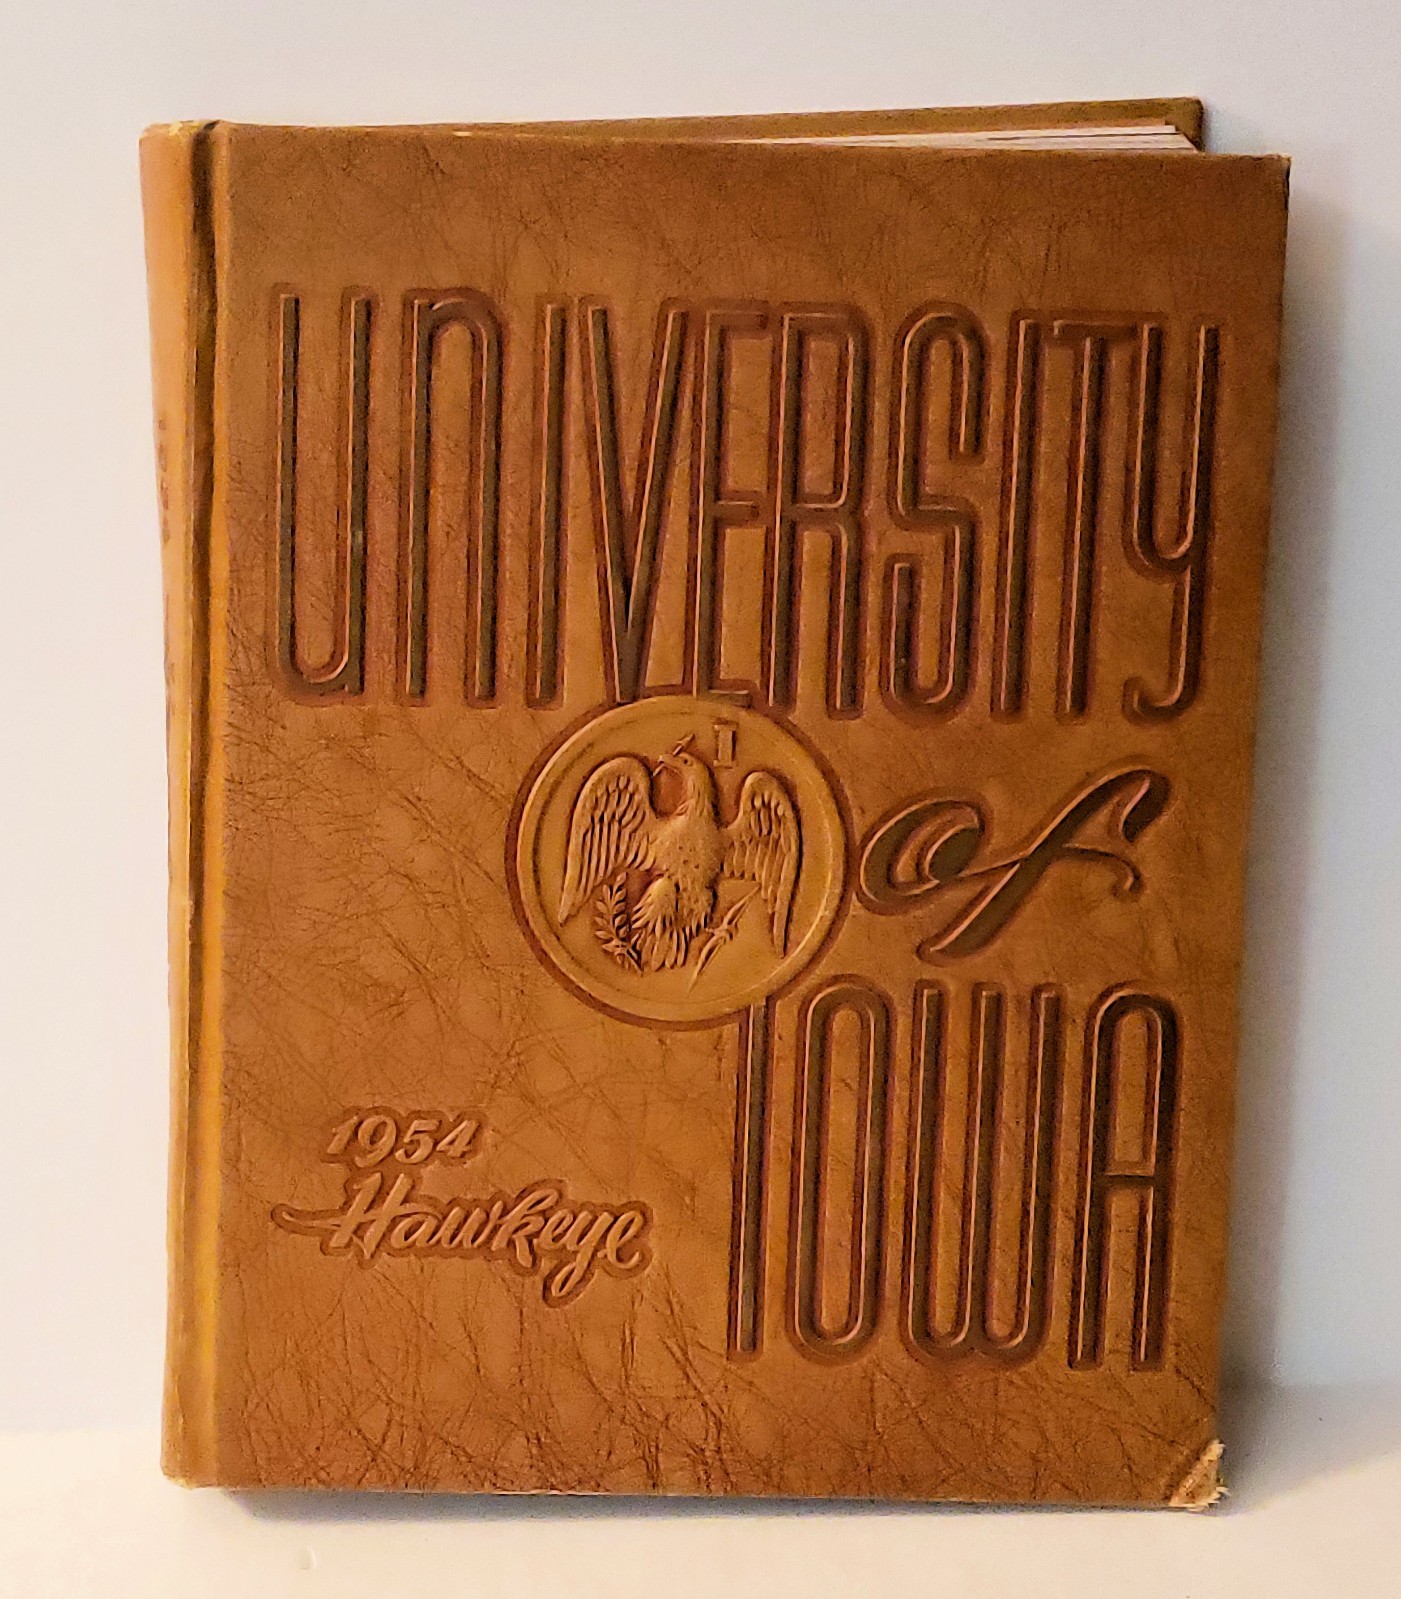 UNIVERSITY
of
IOWA
I
1954
Hawkeye